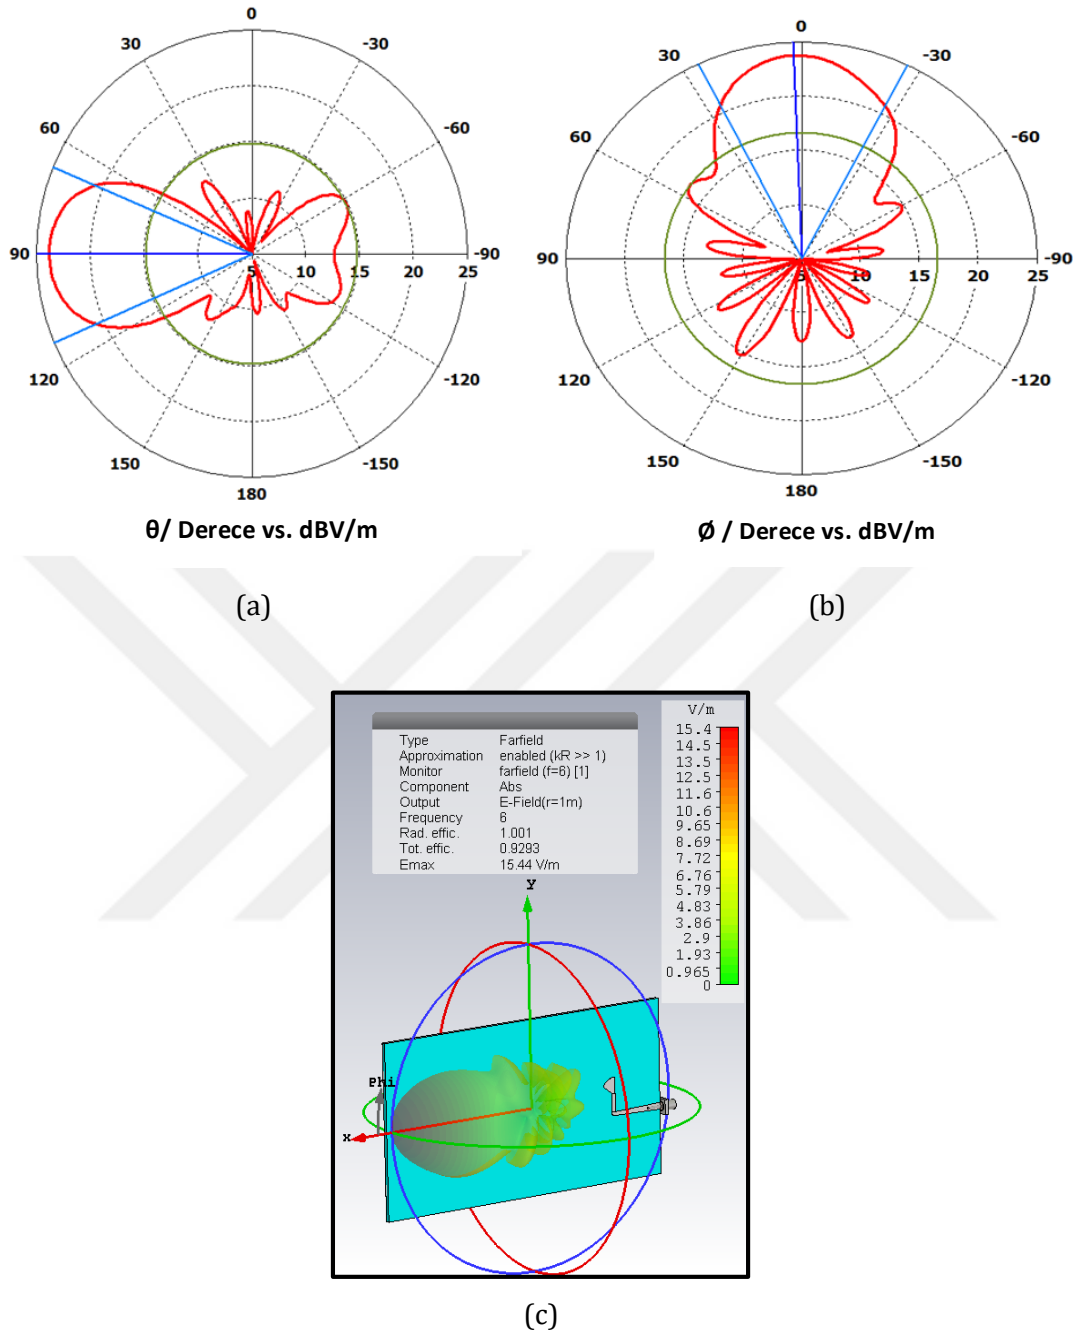 0
30
-30
60
-60
90
5
10
15
20
25
-90
120
-120
150
-150
180
θ/ Derece vs. dBV/m
(a)
0
30
-30
60
-60
90
5
10
15
20
25
-90
120
-120
150
-150
180
Ø / Derece vs. dBV/m
(b)
Type Farfield
Approximation enabled (kR >> 1)
Monitor farfield (f=6) [1]
Component Abs
Output E-Field(r=1m)
Frequency 6
Rad. effic. 1.001
Tot. effic. 0.9293
Emax 15.44 V/m
V/m
15.4
14.5
13.5
12.5
11.6
10.6
9.65
8.69
7.72
6.76
5.79
4.83
3.86
2.9
1.93
0.965
0
y
Phi
x
(c)